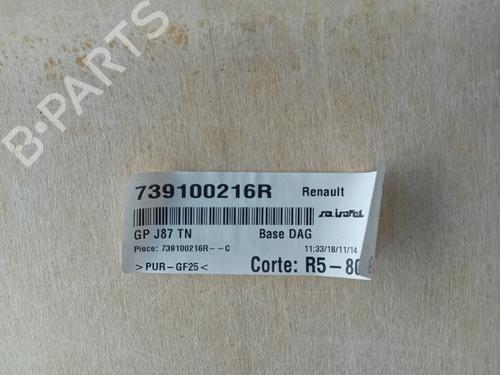 B-PARTS
739100216R Renault
GP J87 TN Base DAG
Piece: 739100216R--C 11:33/18/11/14
>PUR-GF25< Corte: R5-80